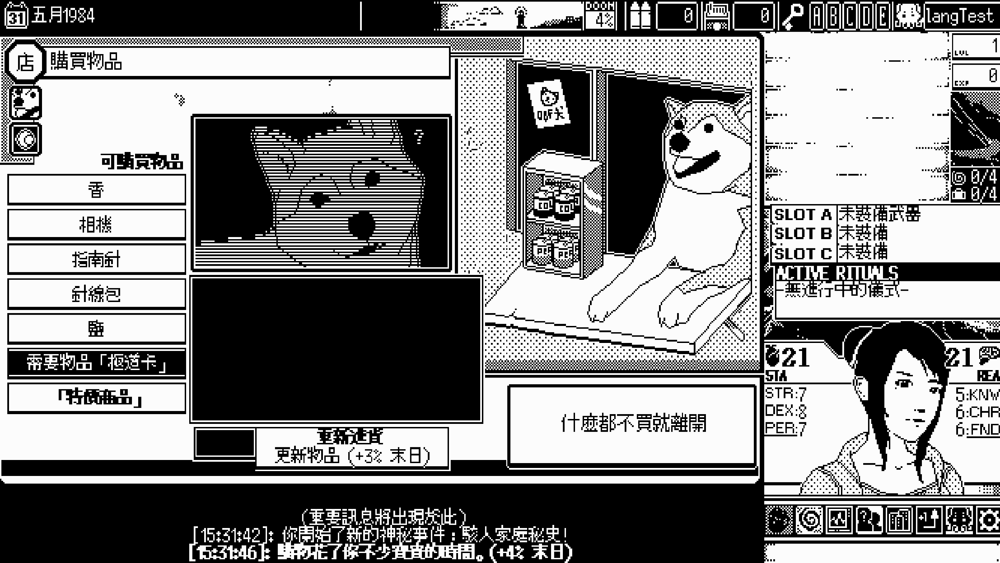 31 五月1984
DOOM 4%
0
0
A B C D E
langTest
店 購買物品
可購買物品
香
相機
指南針
針線包
鹽
需要物品「極道卡」
「特價商品」
重新進貨
更新物品 (+3% 末日)
什麼都不買就離開
LVL 1
EXP 0
0/4
0/4
SLOT A 未裝備武器
SLOT B 未裝備
SLOT C 未裝備
ACTIVE RITUALS
-無進行中的儀式-
21 21
STA REA
STR:7 5:KNW
DEX:8 6:CHR
PER:7 6:FND
(重要訊息將出現於此)
[15:31:42]: 你開始了新的神秘事件：駭人家庭秘史!
[15:31:46]: 購物花了你不少寶貴的時間。(+4% 末日)